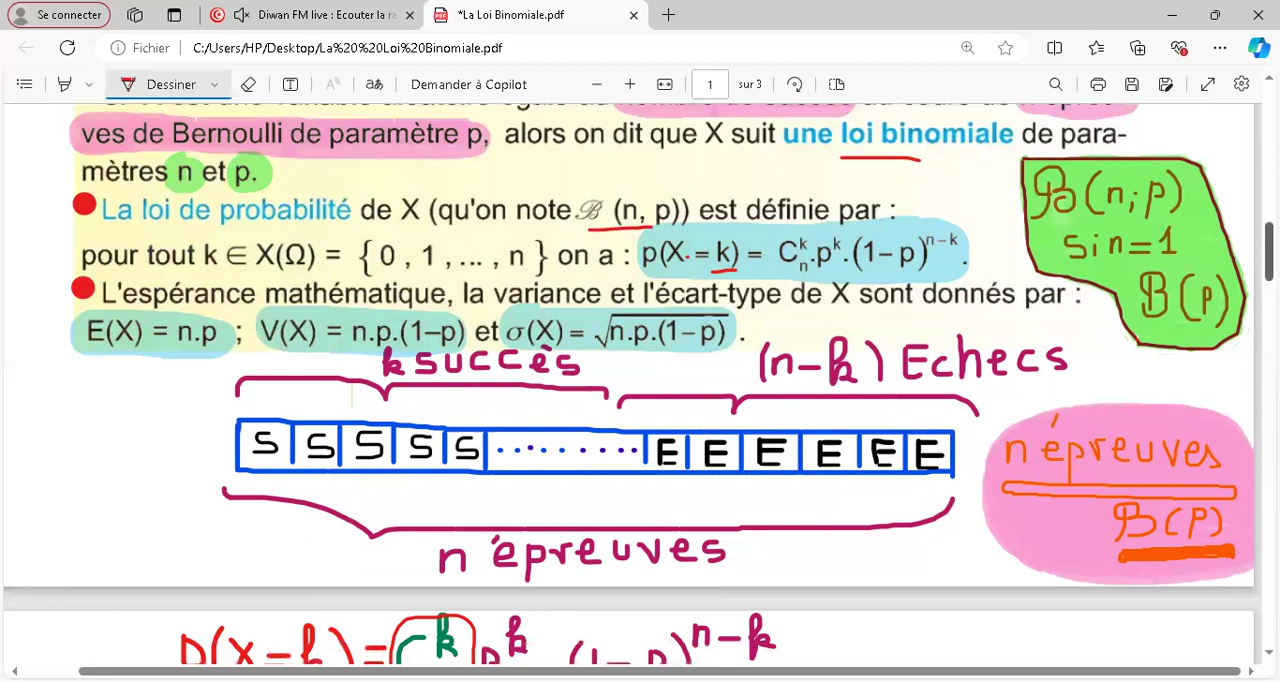 Se connecter
Diwan FM live : Ecouter la ra
*La Loi Binomiale.pdf
Fichier
C:/Users/HP/Desktop/La%20%20Loi%20Binomiale.pdf
Dessiner
Demander à Copilot
1 sur 3
ves de Bernoulli de paramètre p, alors on dit que X suit une loi binomiale de para-
mètres n et p.
La loi de probabilité de X (qu'on note ℬ (n, p)) est définie par :
pour tout k ∈ X(Ω) = { 0 , 1 , ... , n } on a : p(X = k) = Cₙᵏ.pᵏ.(1−p)ⁿ⁻ᵏ .
L'espérance mathématique, la variance et l'écart-type de X sont donnés par :
E(X) = n.p ; V(X) = n.p.(1−p) et σ(X) = √n.p.(1−p) .
B(n;p)
si n=1
B(p)
k succès (n−k) Echecs
S S S S S ......... E E E E E E
n épreuves
n épreuves
B(P)
P(X=k) = Cᵏ Pᵏ (1−P)ⁿ⁻ᵏ